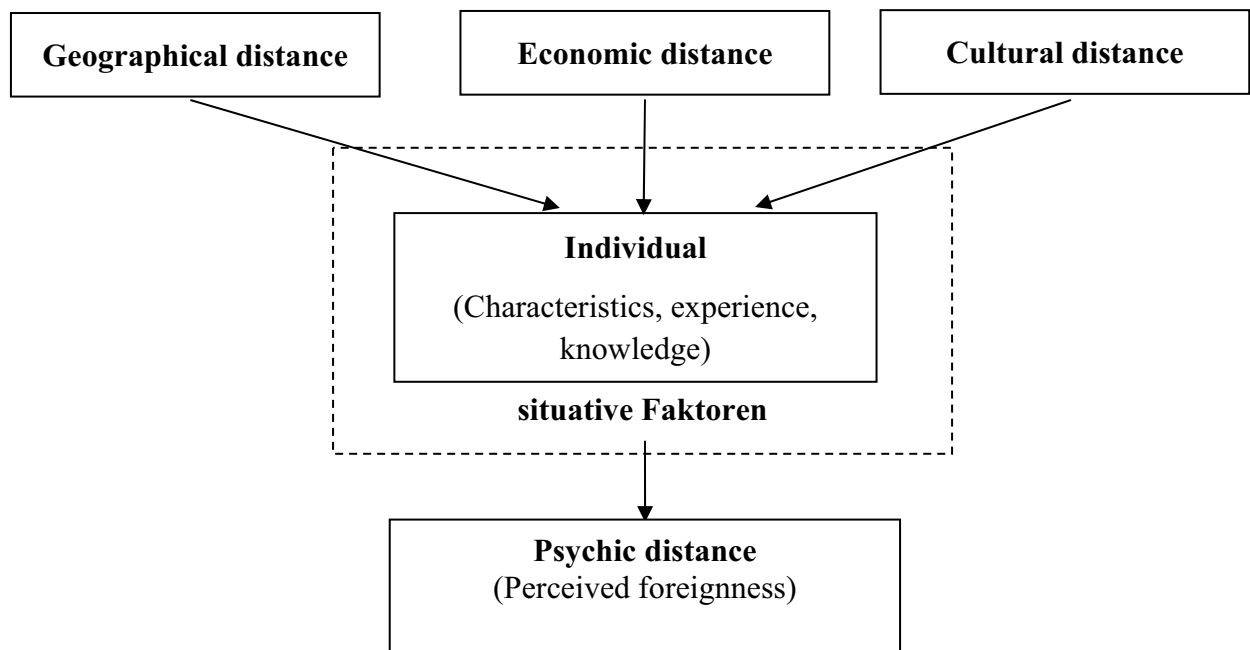 Geographical distance
Economic distance
Cultural distance
Individual
(Characteristics, experience,
knowledge)
situative Faktoren
Psychic distance
(Perceived foreignness)